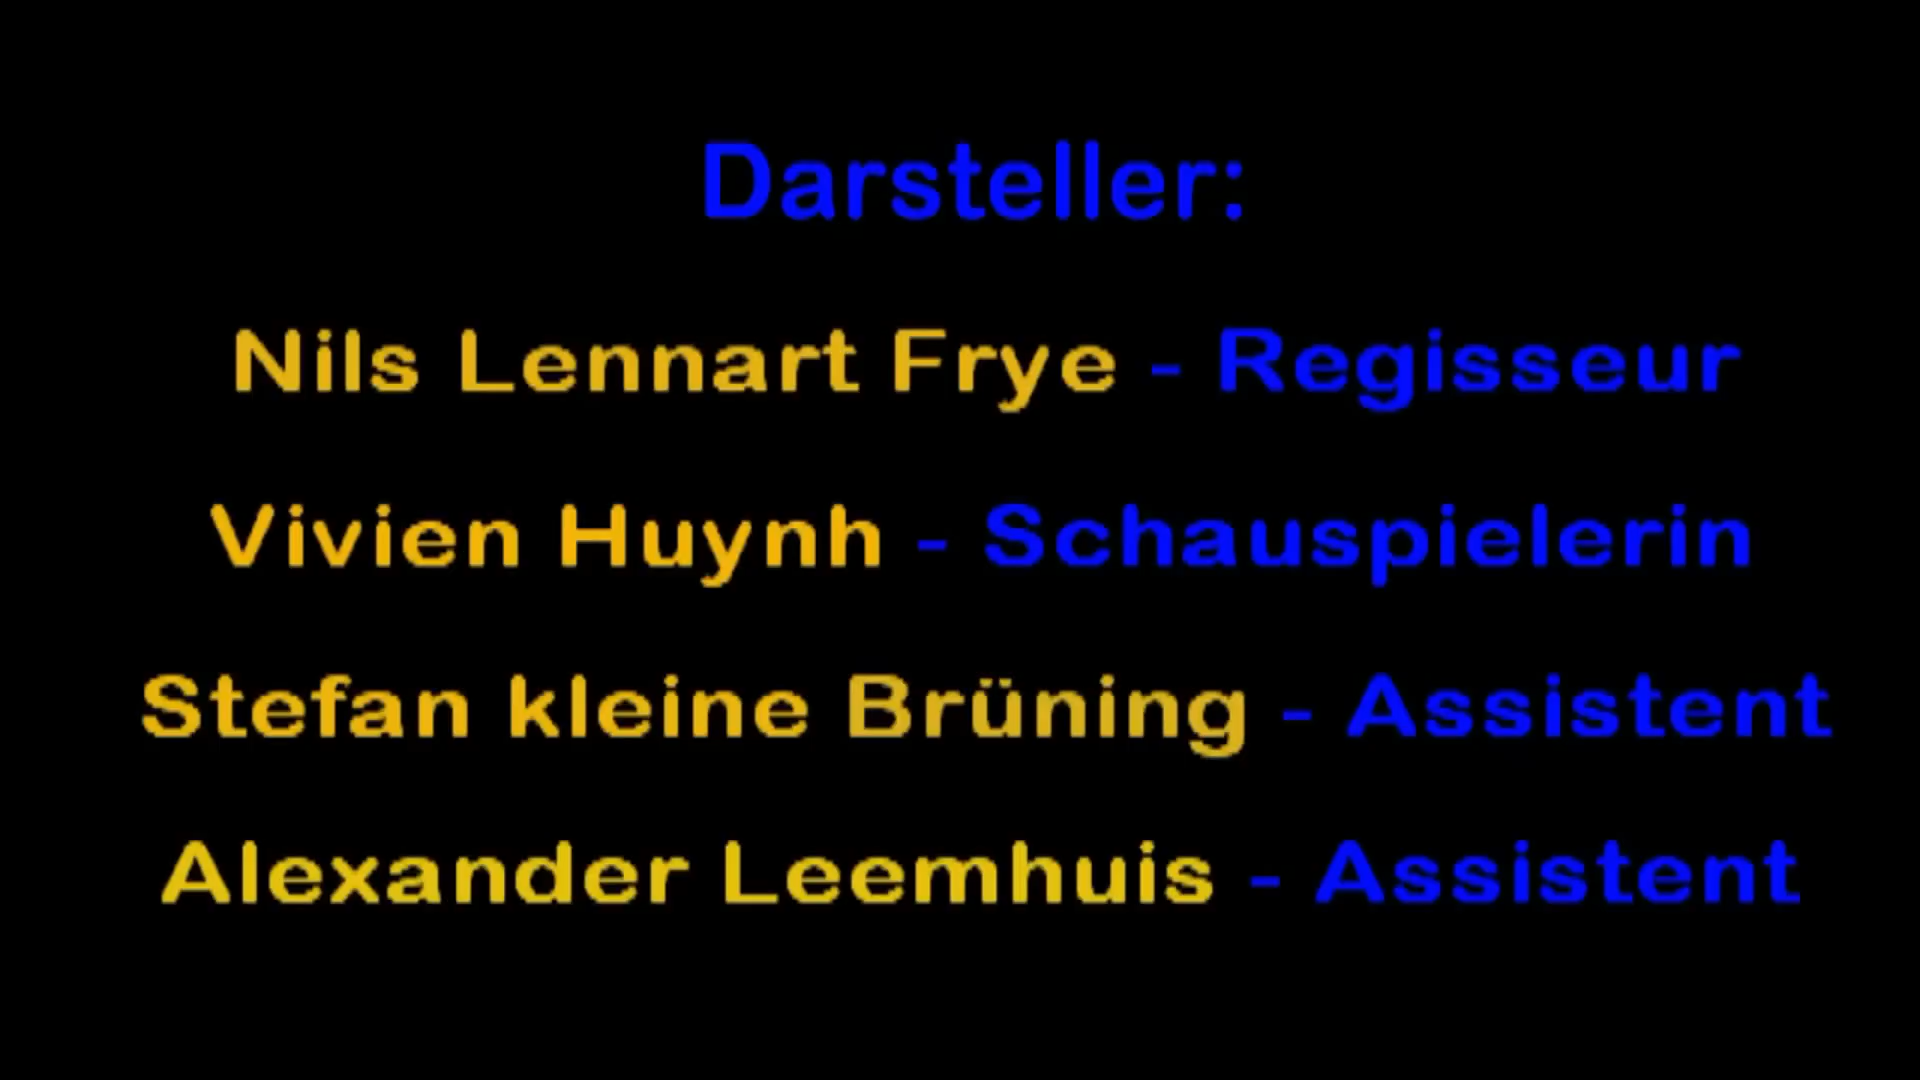 Darsteller:
Nils Lennart Frye - Regisseur
Vivien Huynh - Schauspielerin
Stefan kleine Brüning - Assistent
Alexander Leemhuis - Assistent